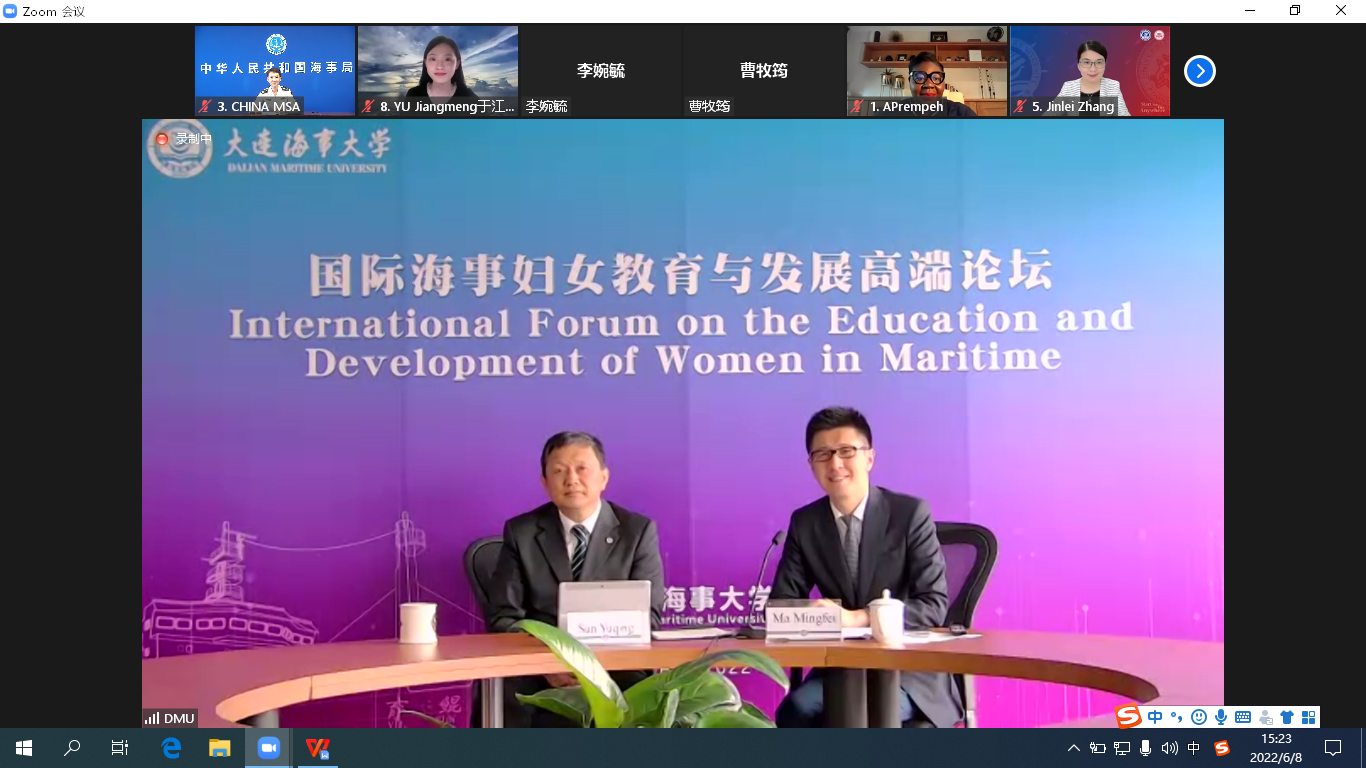 Zoom 会议
中华人民共和国海事局
3. CHINA MSA
8. YU Jiangmeng于江...
李婉毓
李婉毓
曹牧筠
曹牧筠
1. APrempeh
5. Jinlei Zhang
录制中
大连海事大学
DALIAN MARITIME UNIVERSITY
国际海事妇女教育与发展高端论坛
International Forum on the Education and
Development of Women in Maritime
海事大学
aritime Universi
Sun Yuqing
Ma Mingfei
2022
DMU
中
中
15:23
2022/6/8